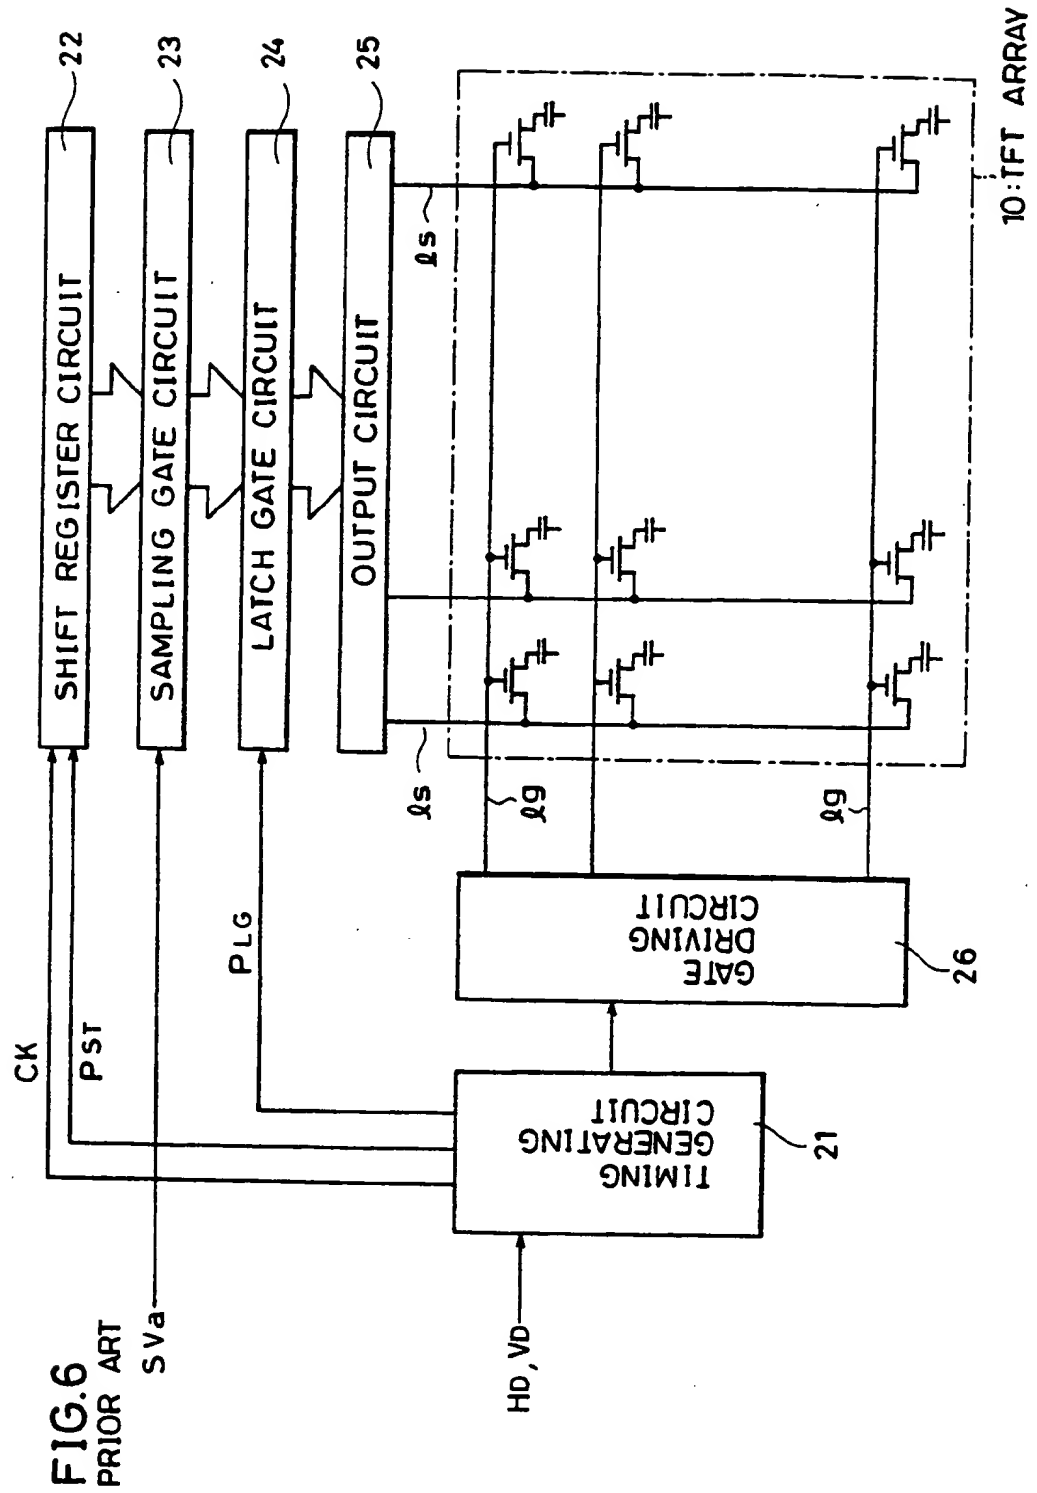 FIG.6
PRIOR ART
SVa
HD, VD
CK
PST
PLG
TIMING
GENERATING
CIRCUIT
21
GATE
DRIVING
CIRCUIT
26
SHIFT REGISTER CIRCUIT
22
SAMPLING GATE CIRCUIT
23
LATCH GATE CIRCUIT
24
OUTPUT CIRCUIT
25
ℓs
ℓs
ℓg
ℓg
10:TFT ARRAY